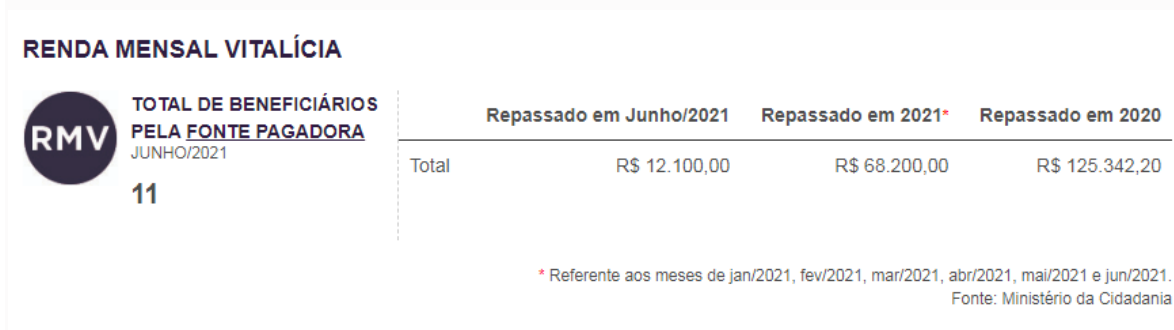 RENDA MENSAL VITALÍCIA
RMV
TOTAL DE BENEFICIÁRIOS
PELA FONTE PAGADORA
JUNHO/2021
11
Repassado em Junho/2021 Repassado em 2021* Repassado em 2020
Total R$ 12.100,00 R$ 68.200,00 R$ 125.342,20
* Referente aos meses de jan/2021, fev/2021, mar/2021, abr/2021, mai/2021 e jun/2021.
Fonte: Ministério da Cidadania